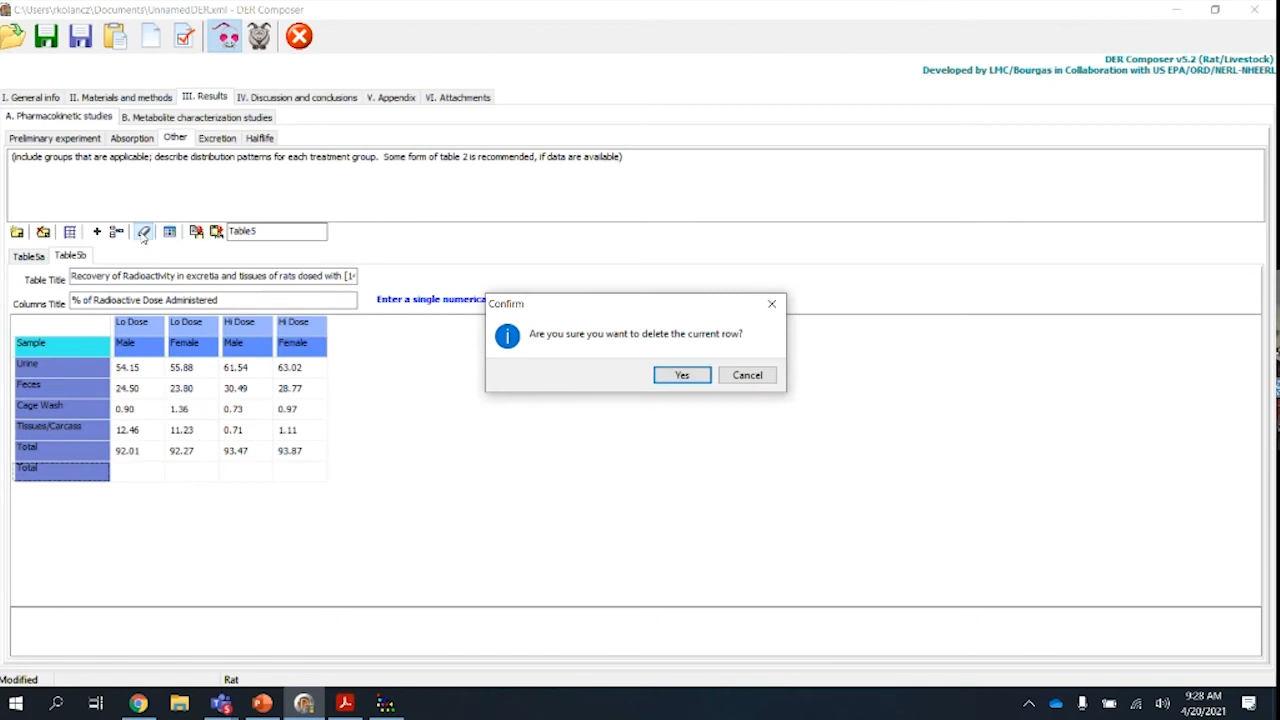 C:\Users\rkolancz\Documents\UnnamedDER.xml - DER Composer
DER Composer v5.2 (Rat/Livestock)
Developed by LMC/Bourgas in Collaboration with US EPA/ORD/NERL-NHEERL
I. General info II. Materials and methods III. Results IV. Discussion and conclusions V. Appendix VI. Attachments
A. Pharmacokinetic studies B. Metabolite characterization studies
Preliminary experiment Absorption Other Excretion Halflife
(include groups that are applicable; describe distribution patterns for each treatment group. Some form of table 2 is recommended, if data are available)
Table5
Table5a Table5b
Table Title Recovery of Radioactivity in excretia and tissues of rats dosed with [14
Columns Title % of Radioactive Dose Administered Enter a single numerica
Confirm
Are you sure you want to delete the current row?
Yes Cancel
Lo Dose Lo Dose Hi Dose Hi Dose
Sample Male Female Male Female
Urine 54.15 55.88 61.54 63.02
Feces 24.50 23.80 30.49 28.77
Cage Wash 0.90 1.36 0.73 0.97
Tissues/Carcass 12.46 11.23 0.71 1.11
Total 92.01 92.27 93.47 93.87
Total
Modified Rat
9:28 AM
4/20/2021